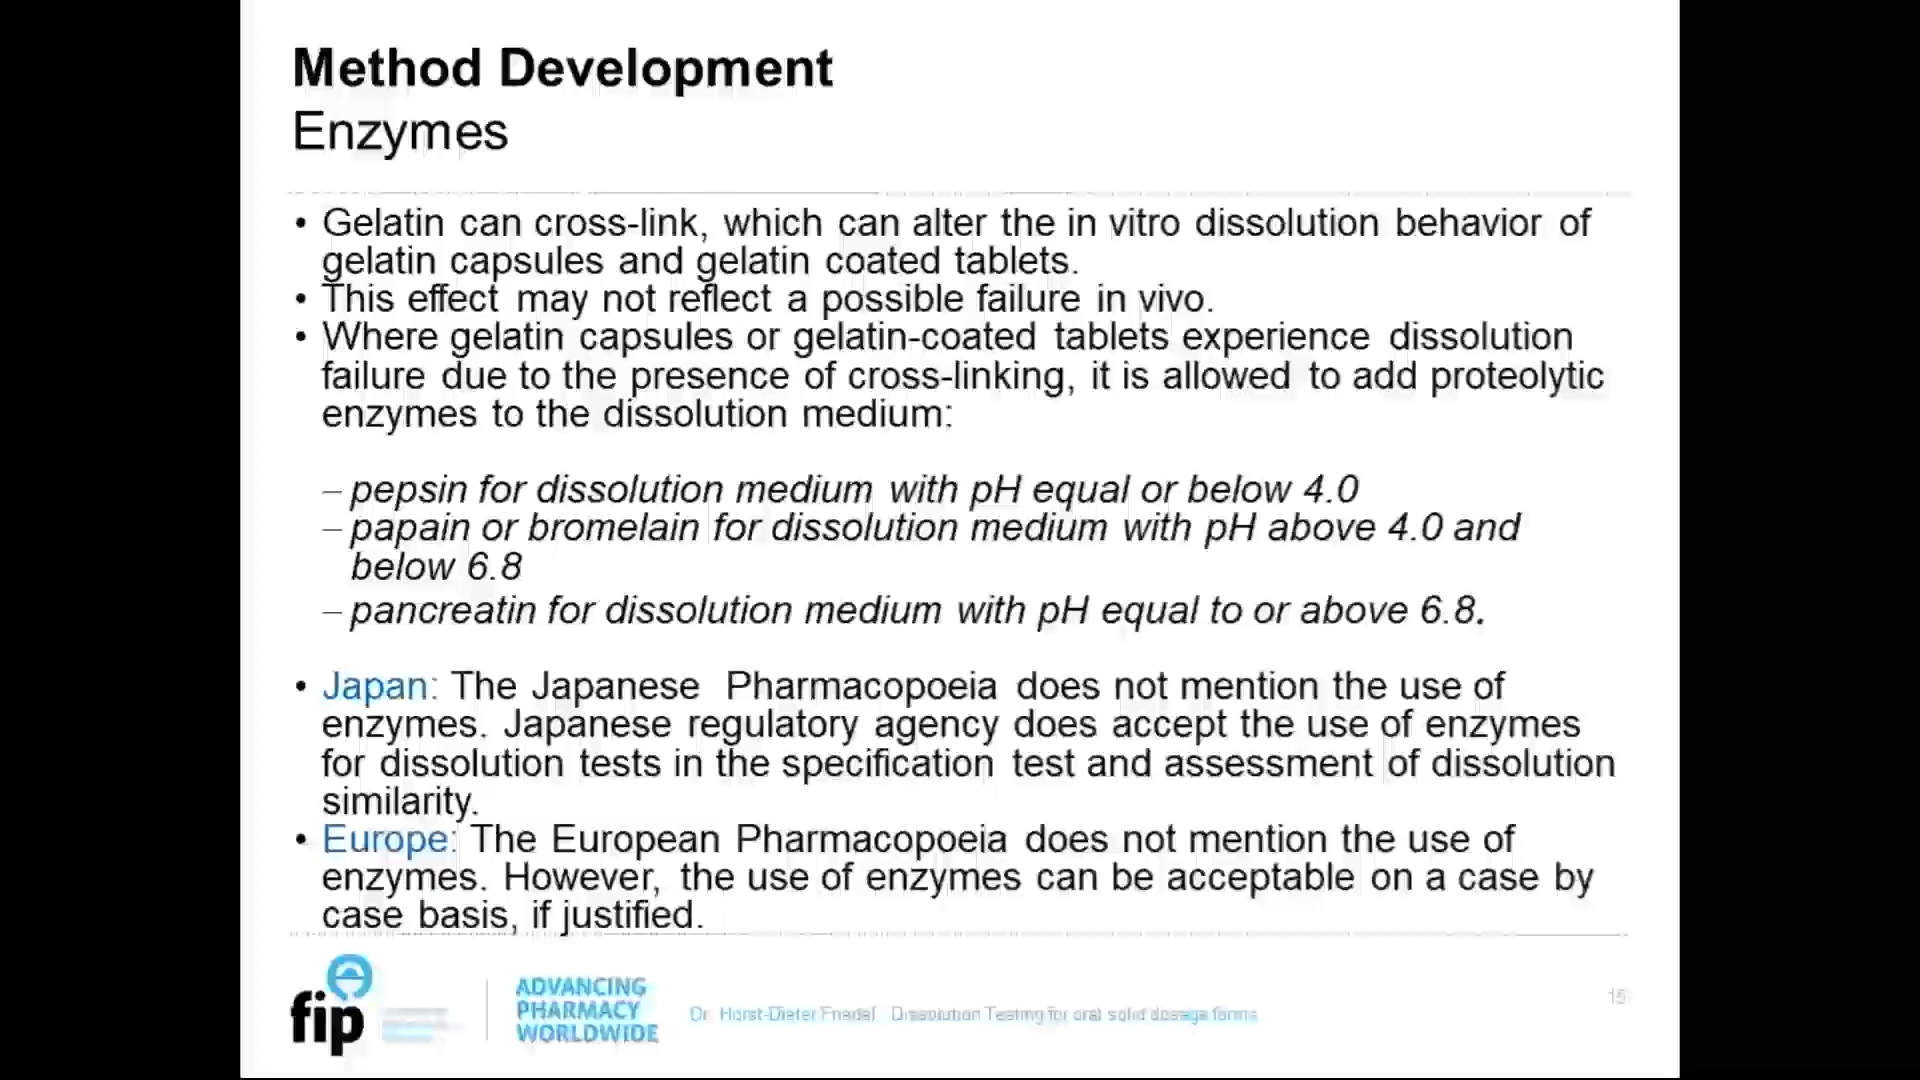 Method Development
Enzymes
• Gelatin can cross-link, which can alter the in vitro dissolution behavior of
gelatin capsules and gelatin coated tablets.
• This effect may not reflect a possible failure in vivo.
• Where gelatin capsules or gelatin-coated tablets experience dissolution
failure due to the presence of cross-linking, it is allowed to add proteolytic
enzymes to the dissolution medium:
– pepsin for dissolution medium with pH equal or below 4.0
– papain or bromelain for dissolution medium with pH above 4.0 and
below 6.8
– pancreatin for dissolution medium with pH equal to or above 6.8.
• Japan: The Japanese Pharmacopoeia does not mention the use of
enzymes. Japanese regulatory agency does accept the use of enzymes
for dissolution tests in the specification test and assessment of dissolution
similarity.
• Europe: The European Pharmacopoeia does not mention the use of
enzymes. However, the use of enzymes can be acceptable on a case by
case basis, if justified.
fip
ADVANCING
PHARMACY
WORLDWIDE
Dr. Horst-Dieter Friedel Dissolution Testing for oral solid dosage forms
15